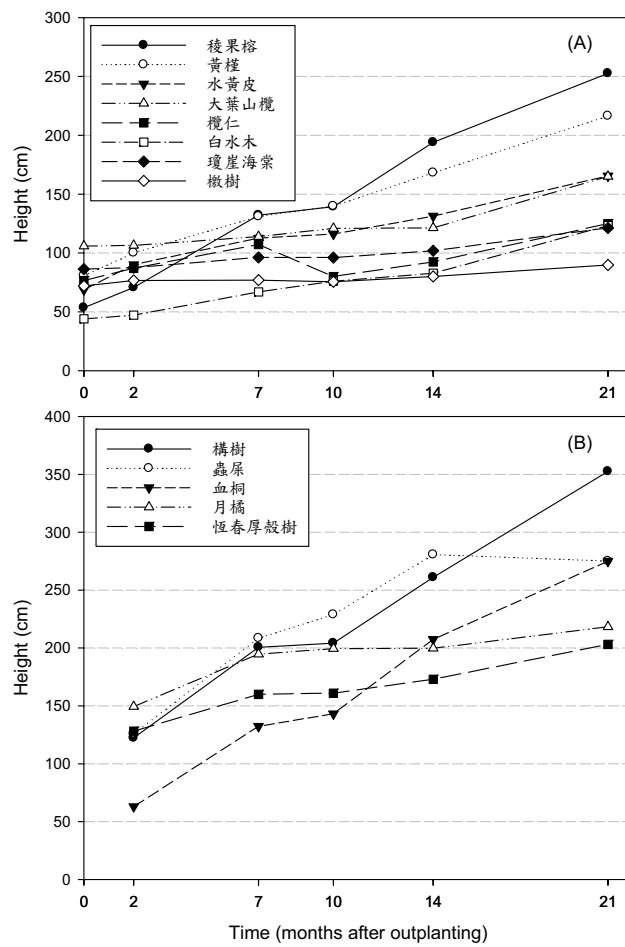 300
250
200
150
100
50
0
Height (cm)
(A)
稜果榕
黃槿
水黃皮
大葉山欖
欖仁
白水木
瓊崖海棠
檄樹
0 2 7 10 14 21
400
350
300
250
200
150
100
50
0
Height (cm)
(B)
構樹
蟲屎
血桐
月橘
恆春厚殼樹
0 2 7 10 14 21
Time (months after outplanting)